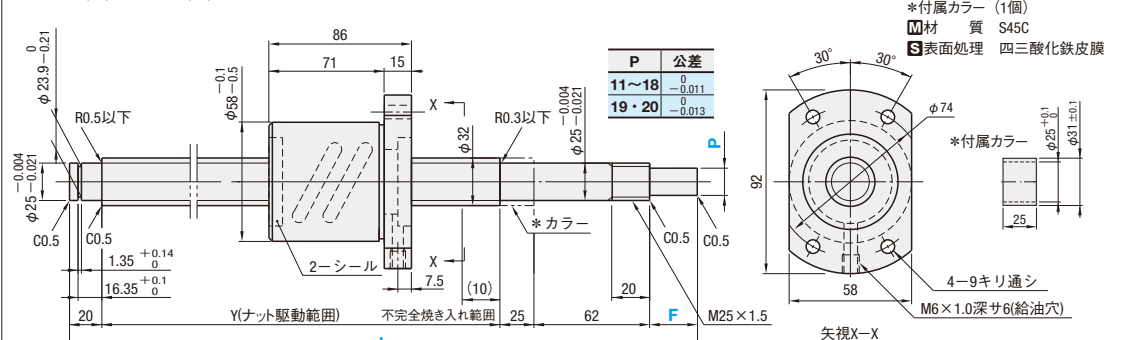 *付属カラー（1個）
M材 質 S45C
S表面処理 四三酸化鉄皮膜
86
71
15
P 公差
11〜18 0 −0.011
19・20 0 −0.013
φ23.9 0 −0.21
φ58 −0.1 −0.5
X
R0.5以下
φ32
R0.3以下
φ25 −0.004 −0.021
P
φ25 −0.004 −0.021
C0.5
C0.5
1.35 +0.14 0
16.35 +0.1 0
2−シール
X
7.5
(10)
*カラー
C0.5
C0.5
20
M25×1.5
20
Y(ナット駆動範囲)
不完全焼き入れ範囲
25
62
F
30°
30°
φ74
92
58
4−9キリ通シ
M6×1.0深サ6(給油穴)
矢視X−X
*付属カラー
φ25 +0.1 0
φ31 ±0.1
25